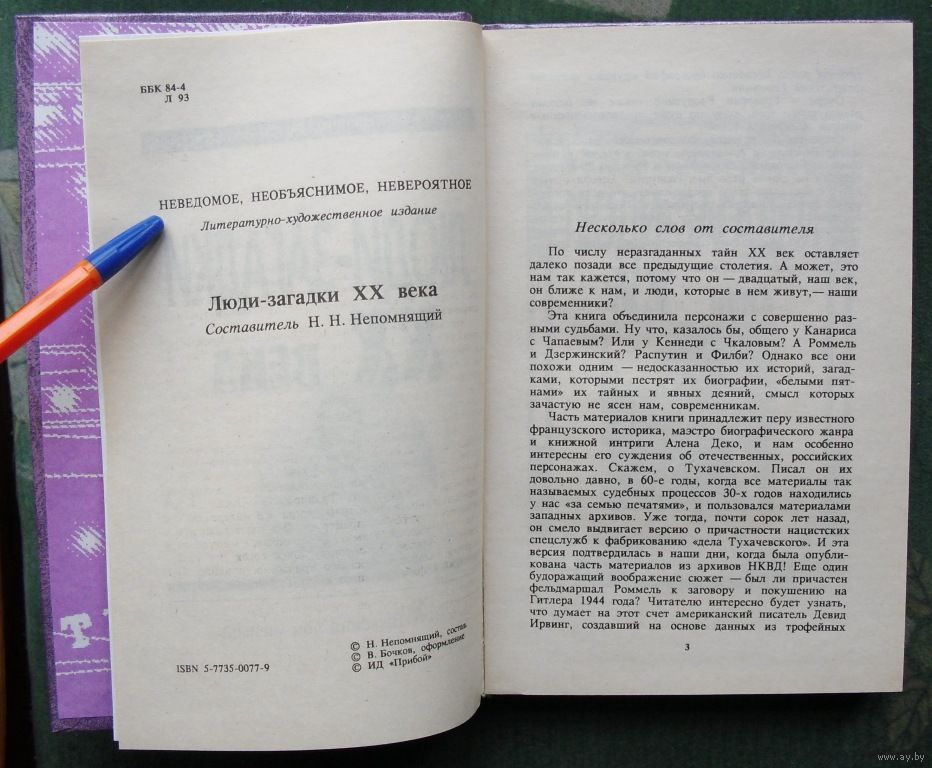 ББК 84-4
Л 93
НЕВЕДОМОЕ, НЕОБЪЯСНИМОЕ, НЕВЕРОЯТНОЕ
Литературно-художественное издание
Люди-загадки XX века
Составитель Н. Н. Непомнящий
© Н. Непомнящий, состав
© В. Бочков, оформление
© ИД «Прибой»
ISBN 5-7735-0077-9
Т
Несколько слов от составителя
По числу неразгаданных тайн XX век оставляет
далеко позади все предыдущие столетия. А может, это
нам так кажется, потому что он — двадцатый, наш век,
он ближе к нам, и люди, которые в нем живут,— наши
современники?
Эта книга объединила персонажи с совершенно раз-
ными судьбами. Ну что, казалось бы, общего у Канариса
с Чапаевым? Или у Кеннеди с Чкаловым? А Роммель
и Дзержинский? Распутин и Филби? Однако все они
похожи одним — недосказанностью их историй, загад-
ками, которыми пестрят их биографии, «белыми пят-
нами» их тайных и явных деяний, смысл которых
зачастую не ясен нам, современникам.
Часть материалов книги принадлежит перу известного
французского историка, маэстро биографического жанра
и книжной интриги Алена Деко, и нам особенно
интересны его суждения об отечественных, российских
персонажах. Скажем, о Тухачевском. Писал он их
довольно давно, в 60-е годы, когда все материалы так
называемых судебных процессов 30-х годов находились
у нас «за семью печатями», и пользовался материалами
западных архивов. Уже тогда, почти сорок лет назад,
он смело выдвигает версию о причастности нацистских
спецслужб к фабрикованию «дела Тухачевского». И эта
версия подтвердилась в наши дни, когда была опубли-
кована часть материалов из архивов НКВД! Еще один
будоражащий воображение сюжет — был ли причастен
фельдмаршал Роммель к заговору и покушению на
Гитлера 1944 года? Читателю интересно будет узнать,
что думает на этот счет американский писатель Девид
Ирвинг, создавший на основе данных из трофейных
3
www.ay.by